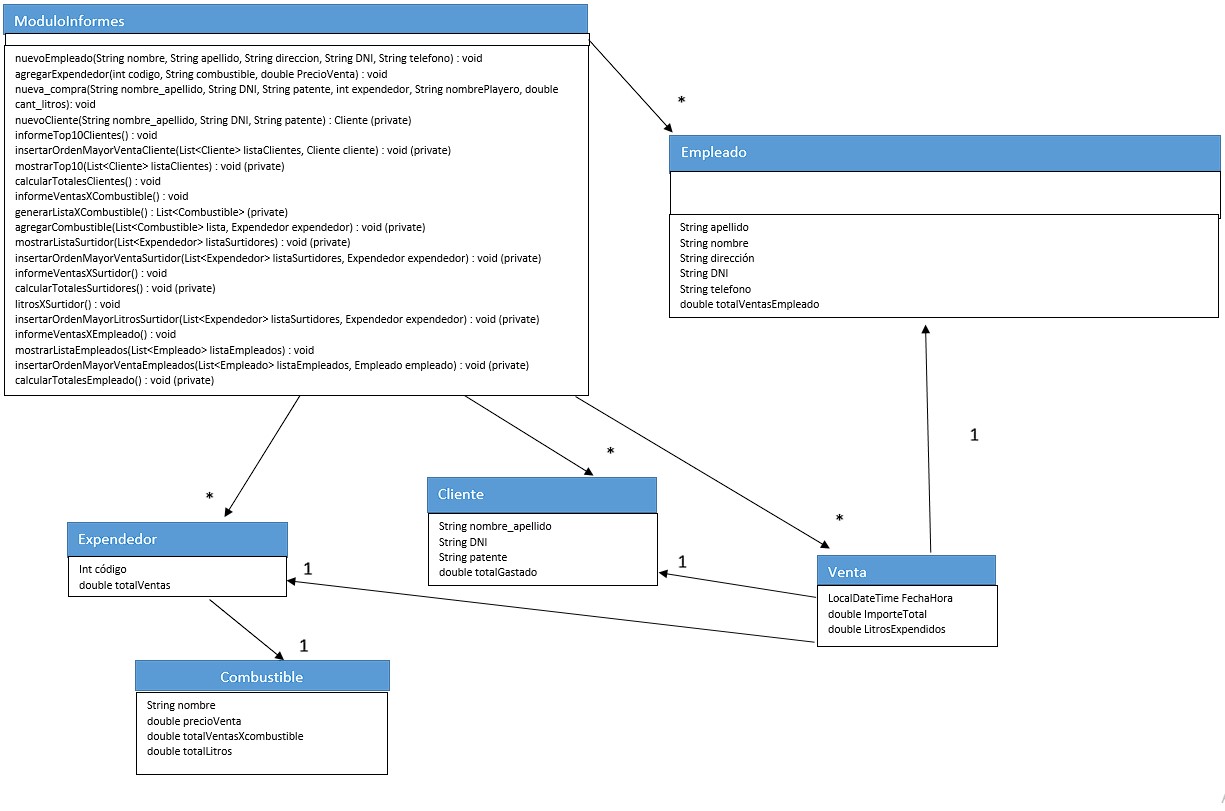 ModuloInformes
nuevoEmpleado(String nombre, String apellido, String direccion, String DNI, String telefono) : void
agregarExpendedor(int codigo, String combustible, double PrecioVenta) : void
nueva_compra(String nombre_apellido, String DNI, String patente, int expendedor, String nombrePlayero, double
cant_litros): void
nuevoCliente(String nombre_apellido, String DNI, String patente) : Cliente (private)
informeTop10Clientes() : void
insertarOrdenMayorVentaCliente(List<Cliente> listaClientes, Cliente cliente) : void (private)
mostrarTop10(List<Cliente> listaClientes) : void (private)
calcularTotalesClientes() : void
informeVentasXCombustible() : void
generarListaXCombustible() : List<Combustible> (private)
agregarCombustible(List<Combustible> lista, Expendedor expendedor) : void (private)
mostrarListaSurtidor(List<Expendedor> listaSurtidores) : void (private)
insertarOrdenMayorVentaSurtidor(List<Expendedor> listaSurtidores, Expendedor expendedor) : void (private)
informeVentasXSurtidor() : void
calcularTotalesSurtidores() : void (private)
litrosXSurtidor() : void
insertarOrdenMayorLitrosSurtidor(List<Expendedor> listaSurtidores, Expendedor expendedor) : void (private)
informeVentasXEmpleado() : void
mostrarListaEmpleados(List<Empleado> listaEmpleados) : void
insertarOrdenMayorVentaEmpleados(List<Empleado> listaEmpleados, Empleado empleado) : void (private)
calcularTotalesEmpleado() : void (private)
*
Empleado
String apellido
String nombre
String dirección
String DNI
String telefono
double totalVentasEmpleado
1
*
*
*
Cliente
String nombre_apellido
String DNI
String patente
double totalGastado
1
Expendedor
Int código
double totalVentas
1
Venta
LocalDateTime FechaHora
double ImporteTotal
double LitrosExpendidos
1
Combustible
String nombre
double precioVenta
double totalVentasXcombustible
double totalLitros